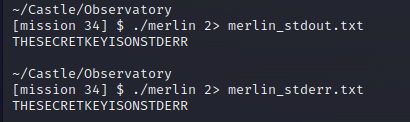 ~/Castle/Observatory
[mission 34] $ ./merlin 2> merlin_stdout.txt
THESECRETKEYISONSTDERR
~/Castle/Observatory
[mission 34] $ ./merlin 2> merlin_stderr.txt
THESECRETKEYISONSTDERR